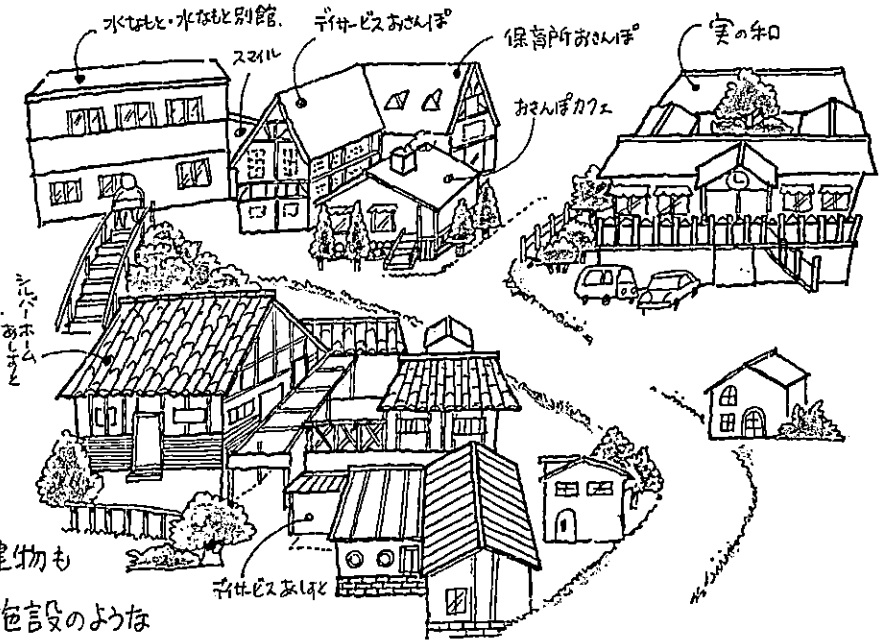 水なもと・水なもと別館.
スマイル
デイサービスおさんぽ
保育所おさんぽ
おさんぽカフェ
実の和
シルバーホーム
あしすと
デイサービスあしすと
建物も
施設のような